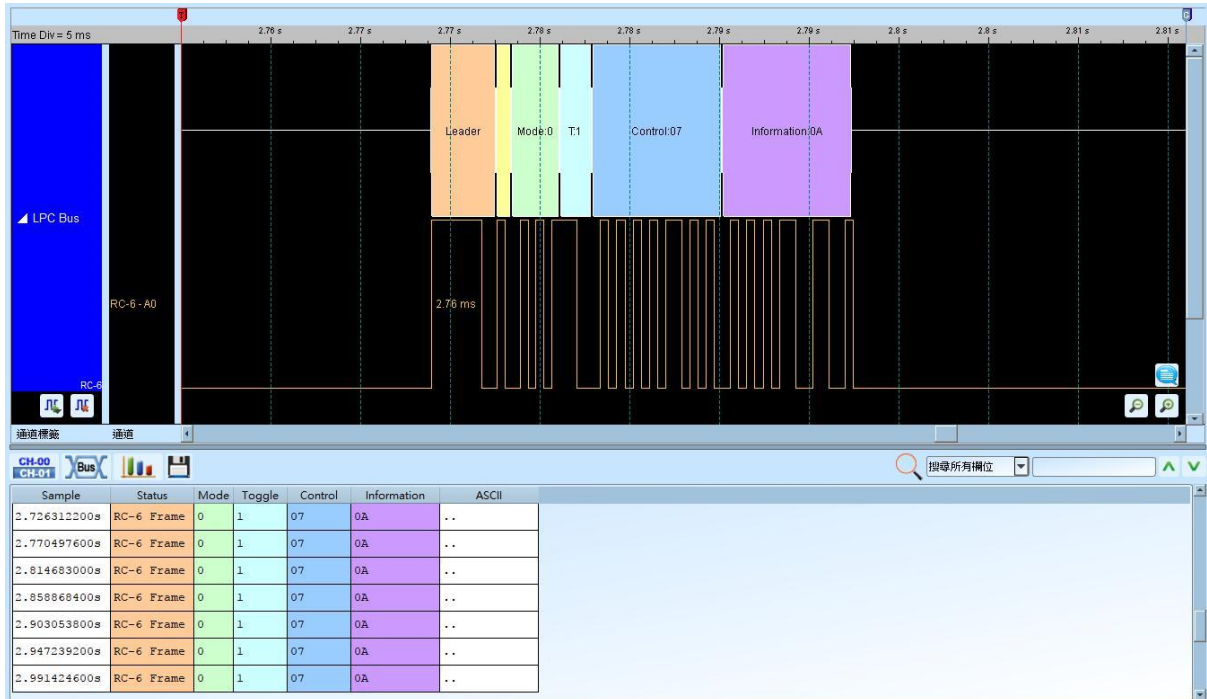 T
C
Time Div = 5 ms
2.76 s 2.77 s 2.77 s 2.78 s 2.78 s 2.79 s 2.79 s 2.8 s 2.8 s 2.81 s 2.81 s
Leader Mode:0 T:1 Control:07 Information:0A
LPC Bus
RC-6 - A0
2.76 ms
RC-6
通道標籤 通道
CH-00
CH-01
Bus
搜尋所有欄位
Sample Status Mode Toggle Control Information ASCII
2.726312200s RC-6 Frame 0 1 07 0A ..
2.770497600s RC-6 Frame 0 1 07 0A ..
2.814683000s RC-6 Frame 0 1 07 0A ..
2.858868400s RC-6 Frame 0 1 07 0A ..
2.903053800s RC-6 Frame 0 1 07 0A ..
2.947239200s RC-6 Frame 0 1 07 0A ..
2.991424600s RC-6 Frame 0 1 07 0A ..